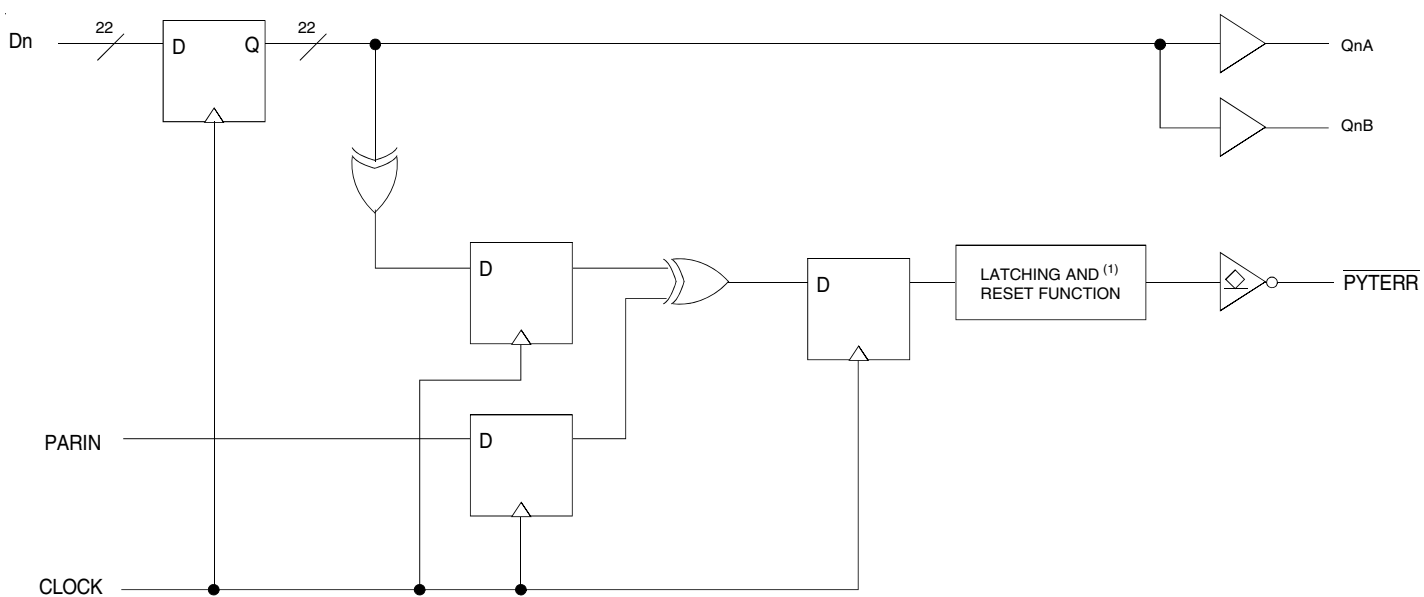 Dn
22
D
Q
22
QnA
QnB
D
D
LATCHING AND (1)
RESET FUNCTION
PYTERR
PARIN
D
CLOCK